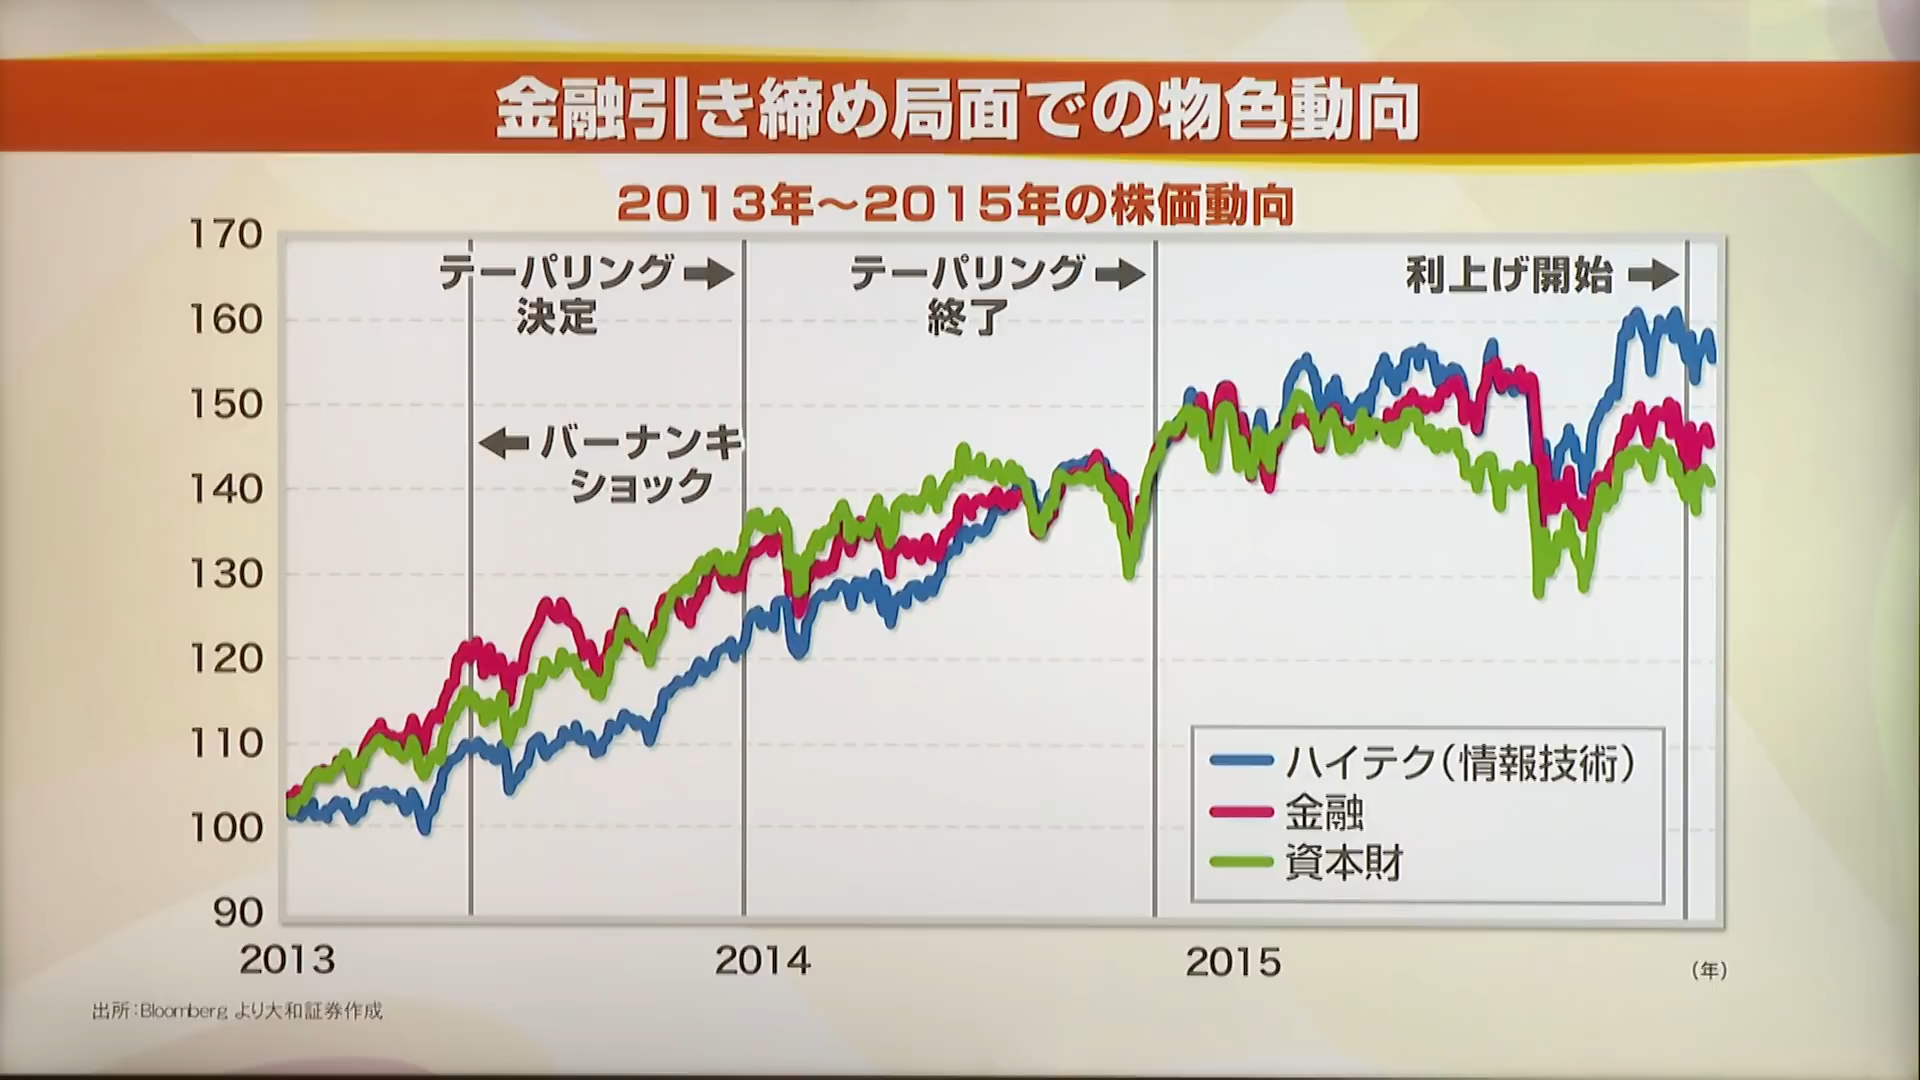 金融引き締め局面での物色動向
2013年～2015年の株価動向
170
160
150
140
130
120
110
100
90
テーパリング
決定
テーパリング
終了
利上げ開始
バーナンキ
ショック
ハイテク(情報技術)
金融
資本財
2013
2014
2015
(年)
出所:Bloomberg より大和証券作成